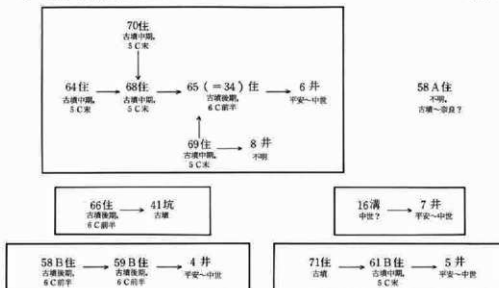 70住
古墳中期,
5C末
64住 → 68住 → 65(=34)住 → 6井
古墳中期, 古墳中期, 古墳後期, 平安~中世
5C末 5C末 6C前半
58A住
不明,
古墳~奈良?
69住 → 8井
古墳中期, 不明
5C末
66住 → 41坑
古墳後期, 古墳
6C前半
16溝 → 7井
中世? 平安~中世
58B住 → 59B住 → 4井
古墳後期, 古墳後期, 平安~中世
6C前半 6C前半
71住 → 61B住 → 5井
古墳 古墳中期, 平安~中世
5C末